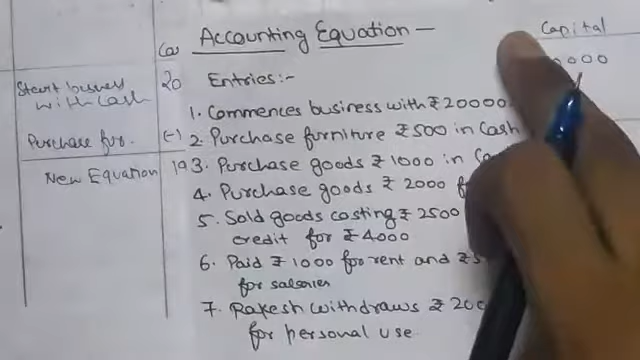 Accounting Equation —
Capital
Start business
with Cash
20
Entries:-
1. Commences business with ₹20000
Purchase fur.
(-)
2. Purchase furniture ₹500 in Cash
New Equation
19
3. Purchase goods ₹1000 in
4. Purchase goods ₹2000
5. Sold goods costing ₹2500
credit for ₹4000
6. Paid ₹1000 for rent and
for salaries
7. Rakesh withdraws
for personal use.